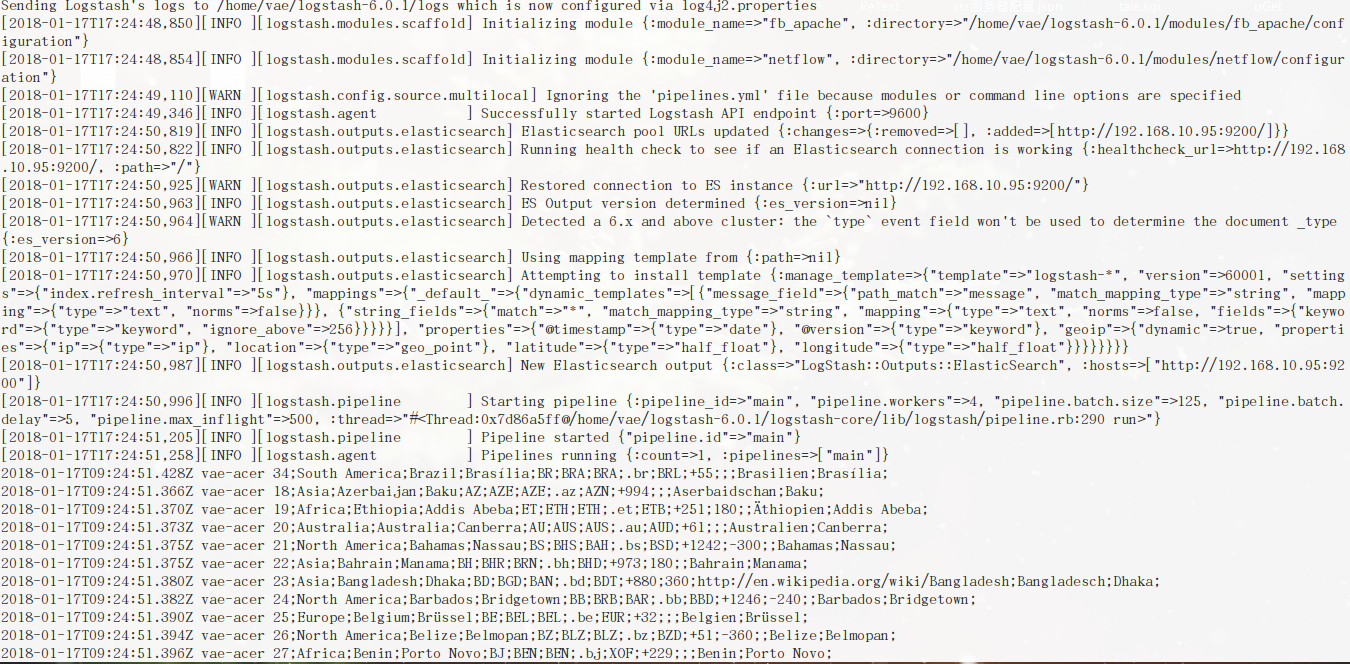 Sending Logstash's logs to /home/vae/logstash-6.0.1/logs which is now configured via log4j2.properties
[2018-01-17T17:24:48,850][INFO ][logstash.modules.scaffold] Initializing module {:module_name=>"fb_apache", :directory=>"/home/vae/logstash-6.0.1/modules/fb_apache/conf
iguration"}
[2018-01-17T17:24:48,854][INFO ][logstash.modules.scaffold] Initializing module {:module_name=>"netflow", :directory=>"/home/vae/logstash-6.0.1/modules/netflow/configur
ation"}
[2018-01-17T17:24:49,110][WARN ][logstash.config.source.multilocal] Ignoring the 'pipelines.yml' file because modules or command line options are specified
[2018-01-17T17:24:49,346][INFO ][logstash.agent           ] Successfully started Logstash API endpoint {:port=>9600}
[2018-01-17T17:24:50,819][INFO ][logstash.outputs.elasticsearch] Elasticsearch pool URLs updated {:changes=>{:removed=>[], :added=>[http://192.168.10.95:9200/]}}
[2018-01-17T17:24:50,822][INFO ][logstash.outputs.elasticsearch] Running health check to see if an Elasticsearch connection is working {:healthcheck_url=>http://192.168
.10.95:9200/, :path=>"/"}
[2018-01-17T17:24:50,925][WARN ][logstash.outputs.elasticsearch] Restored connection to ES instance {:url=>"http://192.168.10.95:9200/"}
[2018-01-17T17:24:50,963][INFO ][logstash.outputs.elasticsearch] ES Output version determined {:es_version=>nil}
[2018-01-17T17:24:50,964][WARN ][logstash.outputs.elasticsearch] Detected a 6.x and above cluster: the `type` event field won't be used to determine the document _type
{:es_version=>6}
[2018-01-17T17:24:50,966][INFO ][logstash.outputs.elasticsearch] Using mapping template from {:path=>nil}
[2018-01-17T17:24:50,970][INFO ][logstash.outputs.elasticsearch] Attempting to install template {:manage_template=>{"template"=>"logstash-*", "version"=>60001, "setting
s"=>{"index.refresh_interval"=>"5s"}, "mappings"=>{"_default_"=>{"dynamic_templates"=>[{"message_field"=>{"path_match"=>"message", "match_mapping_type"=>"string", "mapp
ing"=>{"type"=>"text", "norms"=>false}}}, {"string_fields"=>{"match"=>"*", "match_mapping_type"=>"string", "mapping"=>{"type"=>"text", "norms"=>false, "fields"=>{"keywo
rd"=>{"type"=>"keyword", "ignore_above"=>256}}}}}], "properties"=>{"@timestamp"=>{"type"=>"date"}, "@version"=>{"type"=>"keyword"}, "geoip"=>{"dynamic"=>true, "properti
es"=>{"ip"=>{"type"=>"ip"}, "location"=>{"type"=>"geo_point"}, "latitude"=>{"type"=>"half_float"}, "longitude"=>{"type"=>"half_float"}}}}}}}}
[2018-01-17T17:24:50,987][INFO ][logstash.outputs.elasticsearch] New Elasticsearch output {:class=>"LogStash::Outputs::ElasticSearch", :hosts=>["http://192.168.10.95:92
00"]}
[2018-01-17T17:24:50,996][INFO ][logstash.pipeline        ] Starting pipeline {:pipeline_id=>"main", "pipeline.workers"=>4, "pipeline.batch.size"=>125, "pipeline.batch.
delay"=>5, "pipeline.max_inflight"=>500, :thread=>"#<Thread:0x7d86a5ff@/home/vae/logstash-6.0.1/logstash-core/lib/logstash/pipeline.rb:290 run>"}
[2018-01-17T17:24:51,205][INFO ][logstash.pipeline        ] Pipeline started {"pipeline.id"=>"main"}
[2018-01-17T17:24:51,258][INFO ][logstash.agent           ] Pipelines running {:count=>1, :pipelines=>["main"]}
2018-01-17T09:24:51.428Z vae-acer 34;South America;Brazil;Brasília;BR;BRA;BRA;.br;BRL;+55;;;Brasilien;Brasília;
2018-01-17T09:24:51.366Z vae-acer 18;Asia;Azerbaijan;Baku;AZ;AZE;AZE;.az;AZN;+994;;;Aserbaidschan;Baku;
2018-01-17T09:24:51.370Z vae-acer 19;Africa;Ethiopia;Addis Abeba;ET;ETH;ETH;.et;ETB;+251;180;;Äthiopien;Addis Abeba;
2018-01-17T09:24:51.373Z vae-acer 20;Australia;Australia;Canberra;AU;AUS;AUS;.au;AUD;+61;;;Australien;Canberra;
2018-01-17T09:24:51.375Z vae-acer 21;North America;Bahamas;Nassau;BS;BHS;BAH;.bs;BSD;+1242;-300;;Bahamas;Nassau;
2018-01-17T09:24:51.375Z vae-acer 22;Asia;Bahrain;Manama;BH;BHR;BRN;.bh;BHD;+973;180;;Bahrain;Manama;
2018-01-17T09:24:51.380Z vae-acer 23;Asia;Bangladesh;Dhaka;BD;BGD;BAN;.bd;BDT;+880;360;http://en.wikipedia.org/wiki/Bangladesh;Bangladesch;Dhaka;
2018-01-17T09:24:51.382Z vae-acer 24;North America;Barbados;Bridgetown;BB;BRB;BAR;.bb;BBD;+1246;-240;;Barbados;Bridgetown;
2018-01-17T09:24:51.390Z vae-acer 25;Europe;Belgium;Brüssel;BE;BEL;BEL;.be;EUR;+32;;;Belgien;Brüssel;
2018-01-17T09:24:51.394Z vae-acer 26;North America;Belize;Belmopan;BZ;BLZ;BLZ;.bz;BZD;+51;-360;;Belize;Belmopan;
2018-01-17T09:24:51.396Z vae-acer 27;Africa;Benin;Porto Novo;BJ;BEN;BEN;.bj;XOF;+229;;;Benin;Porto Novo;